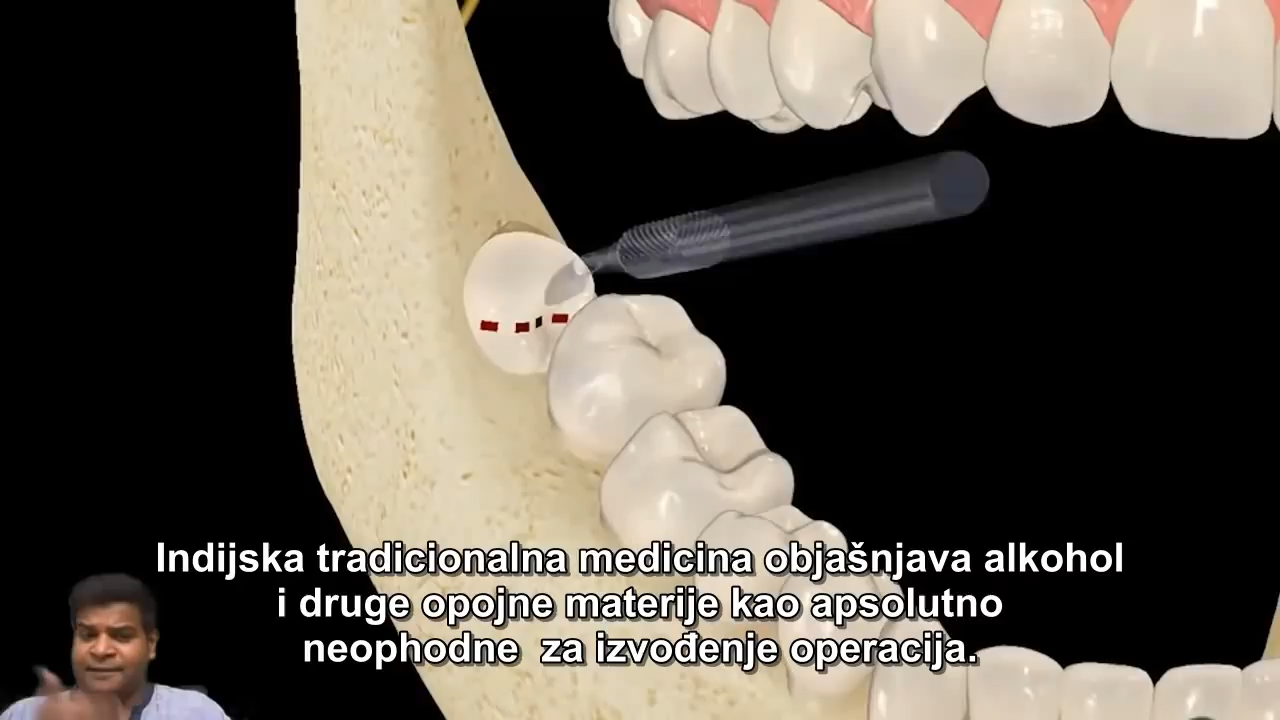 Indijska tradicionalna medicina objašnjava alkohol
i druge opojne materije kao apsolutno
neophodne za izvođenje operacija.